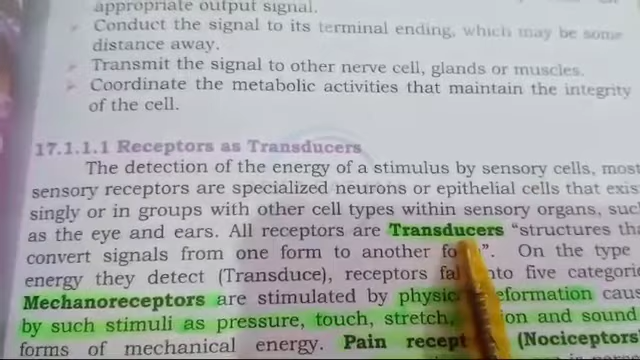 appropriate output signal.
➤ Conduct the signal to its terminal ending, which may be some
distance away.
➤ Transmit the signal to other nerve cell, glands or muscles.
➤ Coordinate the metabolic activities that maintain the integrity
of the cell.
17.1.1.1 Receptors as Transducers
The detection of the energy of a stimulus by sensory cells, most
sensory receptors are specialized neurons or epithelial cells that exis
singly or in groups with other cell types within sensory organs, suc
as the eye and ears. All receptors are Transducers “structures tha
convert signals from one form to another fo ”. On the type
energy they detect (Transduce), receptors fal nto five categori
Mechanoreceptors are stimulated by physic eformation caus
by such stimuli as pressure, touch, stretch, ion and sound
forms of mechanical energy. Pain recept (Nociceptors